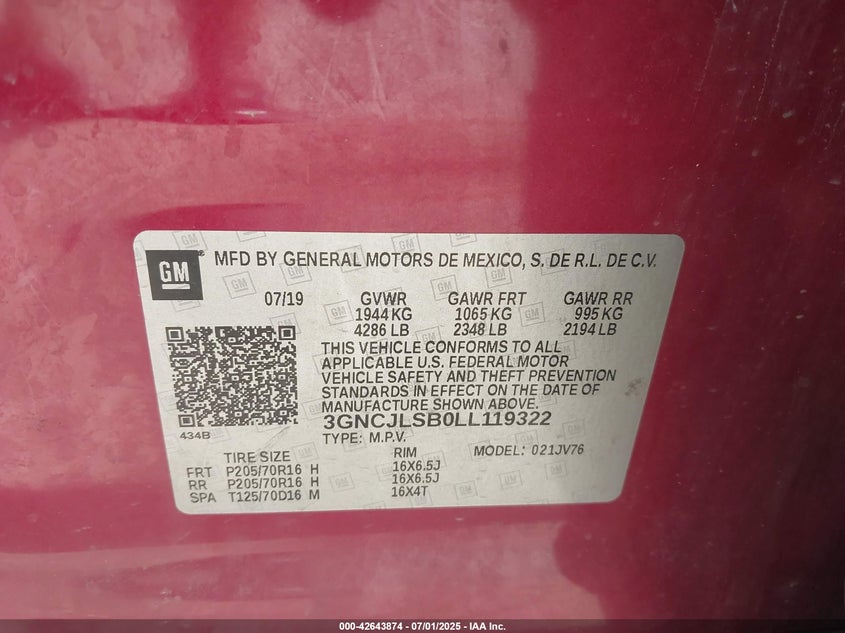 GM
MFD BY GENERAL MOTORS DE MEXICO, S. DE R.L. DE C.V.
07/19 GVWR GAWR FRT GAWR RR
1944 KG 1065 KG 995 KG
4286 LB 2348 LB 2194 LB
THIS VEHICLE CONFORMS TO ALL
APPLICABLE U.S. FEDERAL MOTOR
VEHICLE SAFETY AND THEFT PREVENTION
STANDARDS IN EFFECT ON THE DATE OF
MANUFACTURE SHOWN ABOVE.
3GNCJLSB0LL119322
434B
TYPE: M.P.V. MODEL: 021JV76
TIRE SIZE RIM
FRT P205/70R16 H 16X6.5J
RR P205/70R16 H 16X6.5J
SPA T125/70D16 M 16X4T
000-42643874 / 07/01/2025 - IAA Inc.